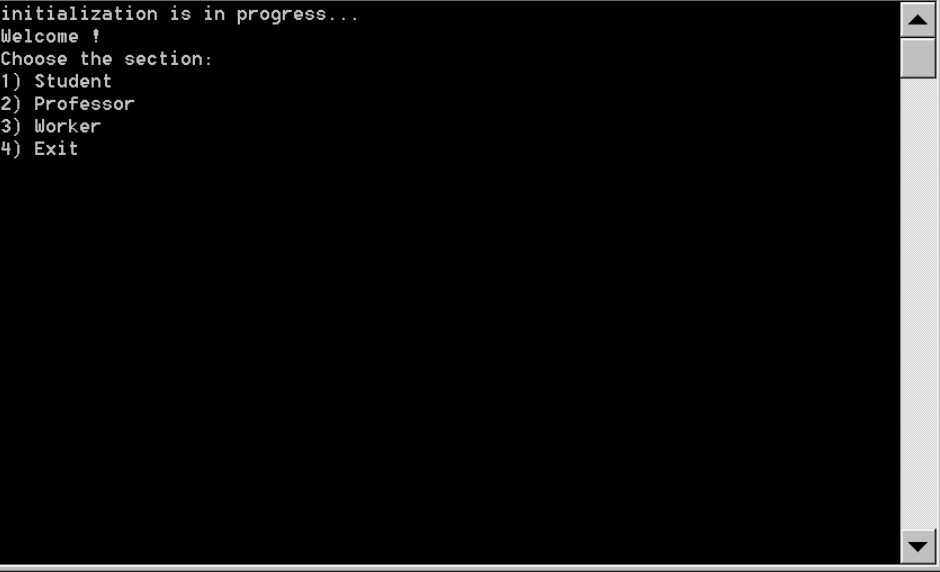 initialization is in progress...
Welcome !
Choose the section:
1) Student
2) Professor
3) Worker
4) Exit